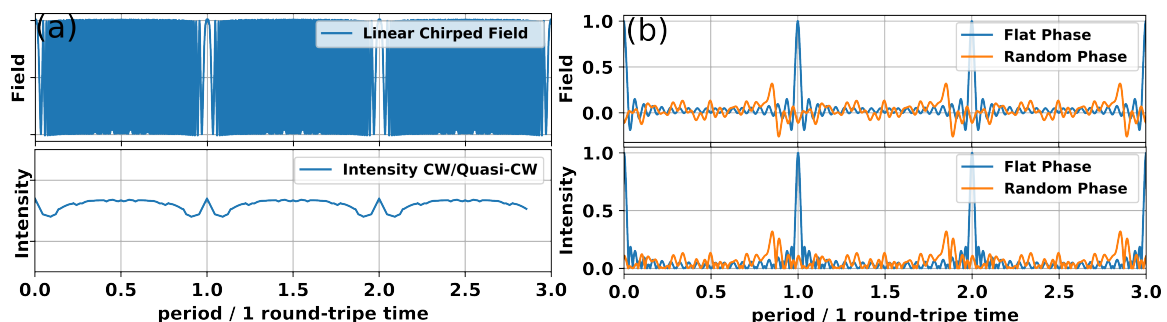 (a)
Linear Chirped Field
Field
Intensity CW/Quasi-CW
Intensity
0.0 0.5 1.0 1.5 2.0 2.5 3.0
period / 1 round-tripe time
(b)
1.0
0.5
0.0
Field
Flat Phase
Random Phase
1.0
0.5
0.0
Intensity
Flat Phase
Random Phase
0.0 0.5 1.0 1.5 2.0 2.5 3.0
period / 1 round-tripe time